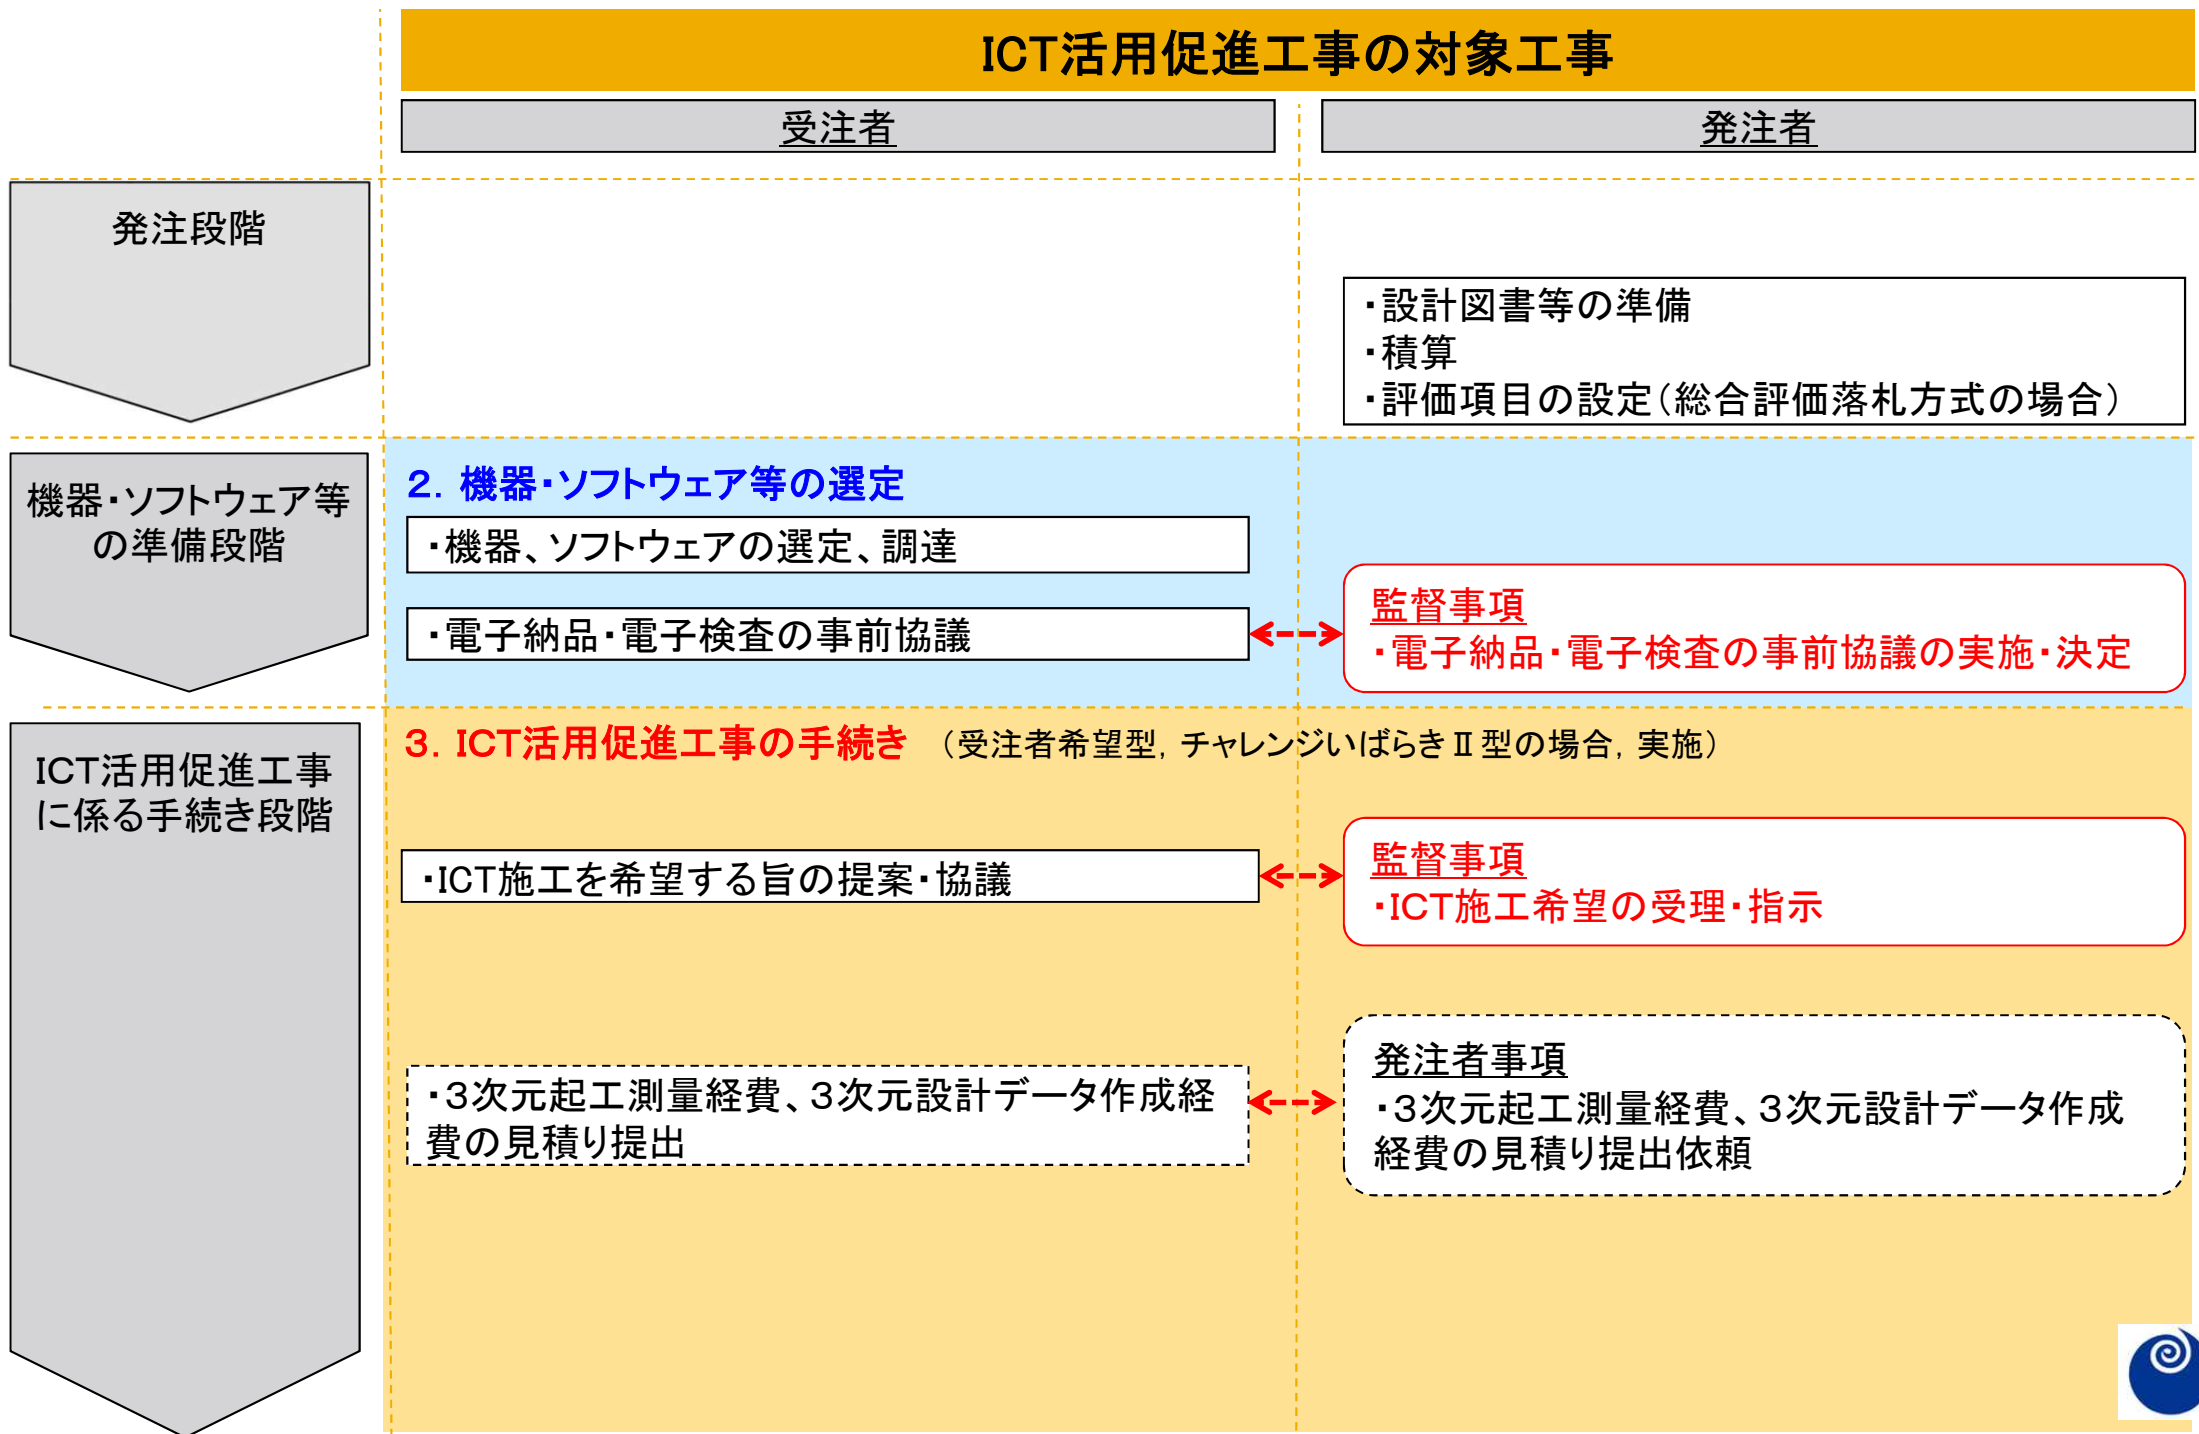 ICT活用促進工事の対象工事
受注者
発注者
発注段階
・設計図書等の準備
・積算
・評価項目の設定（総合評価落札方式の場合）
機器・ソフトウェア等
の準備段階
２．機器・ソフトウェア等の選定
・機器、ソフトウェアの選定、調達
・電子納品・電子検査の事前協議
監督事項
・電子納品・電子検査の事前協議の実施・決定
ICT活用促進工事
に係る手続き段階
３．ICT活用促進工事の手続き （受注者希望型，チャレンジいばらきⅡ型の場合，実施）
・ICT施工を希望する旨の提案・協議
監督事項
・ICT施工希望の受理・指示
・３次元起工測量経費、３次元設計データ作成経
費の見積り提出
発注者事項
・３次元起工測量経費、３次元設計データ作成
経費の見積り提出依頼